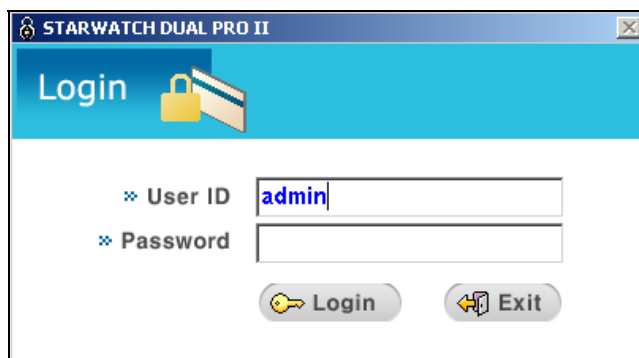 STARWATCH DUAL PRO II
Login
» User ID admin
» Password
Login Exit